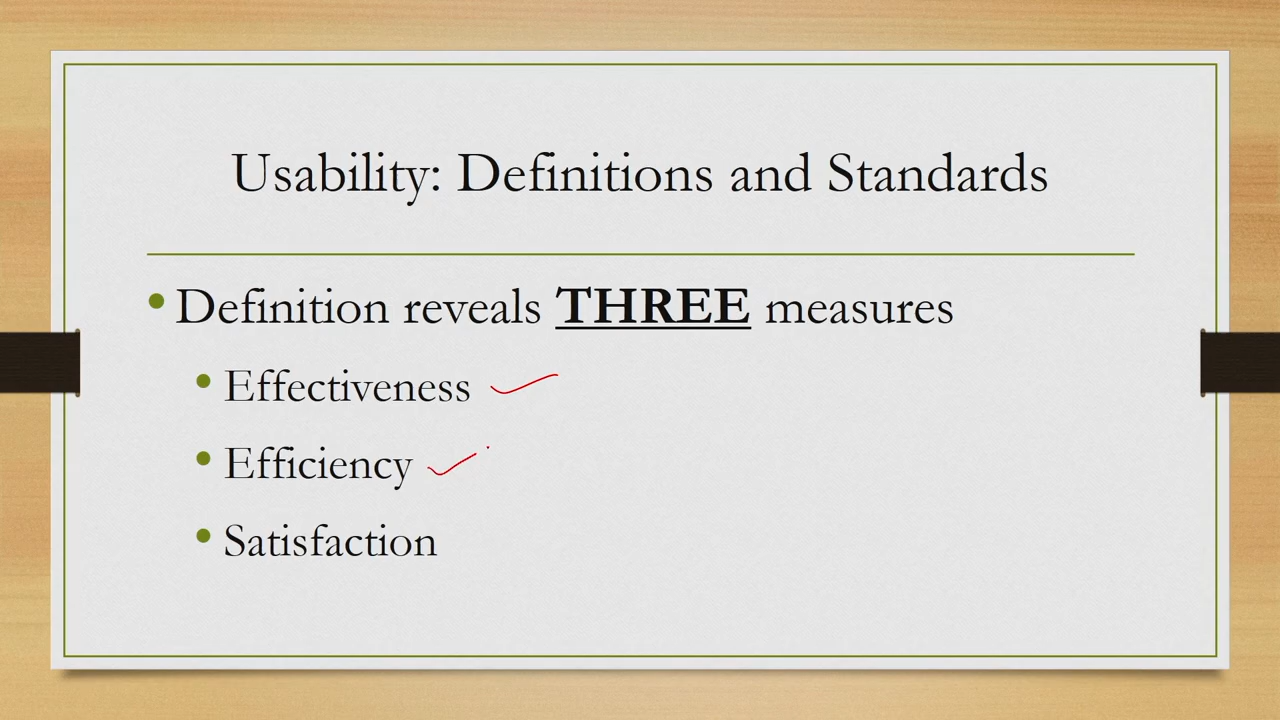 Usability: Definitions and Standards
• Definition reveals THREE measures
• Effectiveness
• Efficiency
• Satisfaction